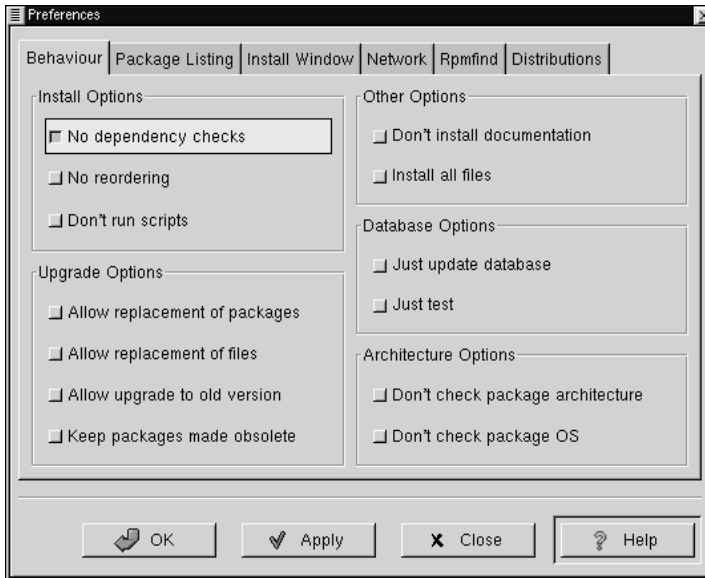 Preferences
Behaviour Package Listing Install Window Network Rpmfind Distributions
Install Options
No dependency checks
No reordering
Don't run scripts
Upgrade Options
Allow replacement of packages
Allow replacement of files
Allow upgrade to old version
Keep packages made obsolete
Other Options
Don't install documentation
Install all files
Database Options
Just update database
Just test
Architecture Options
Don't check package architecture
Don't check package OS
OK Apply Close Help